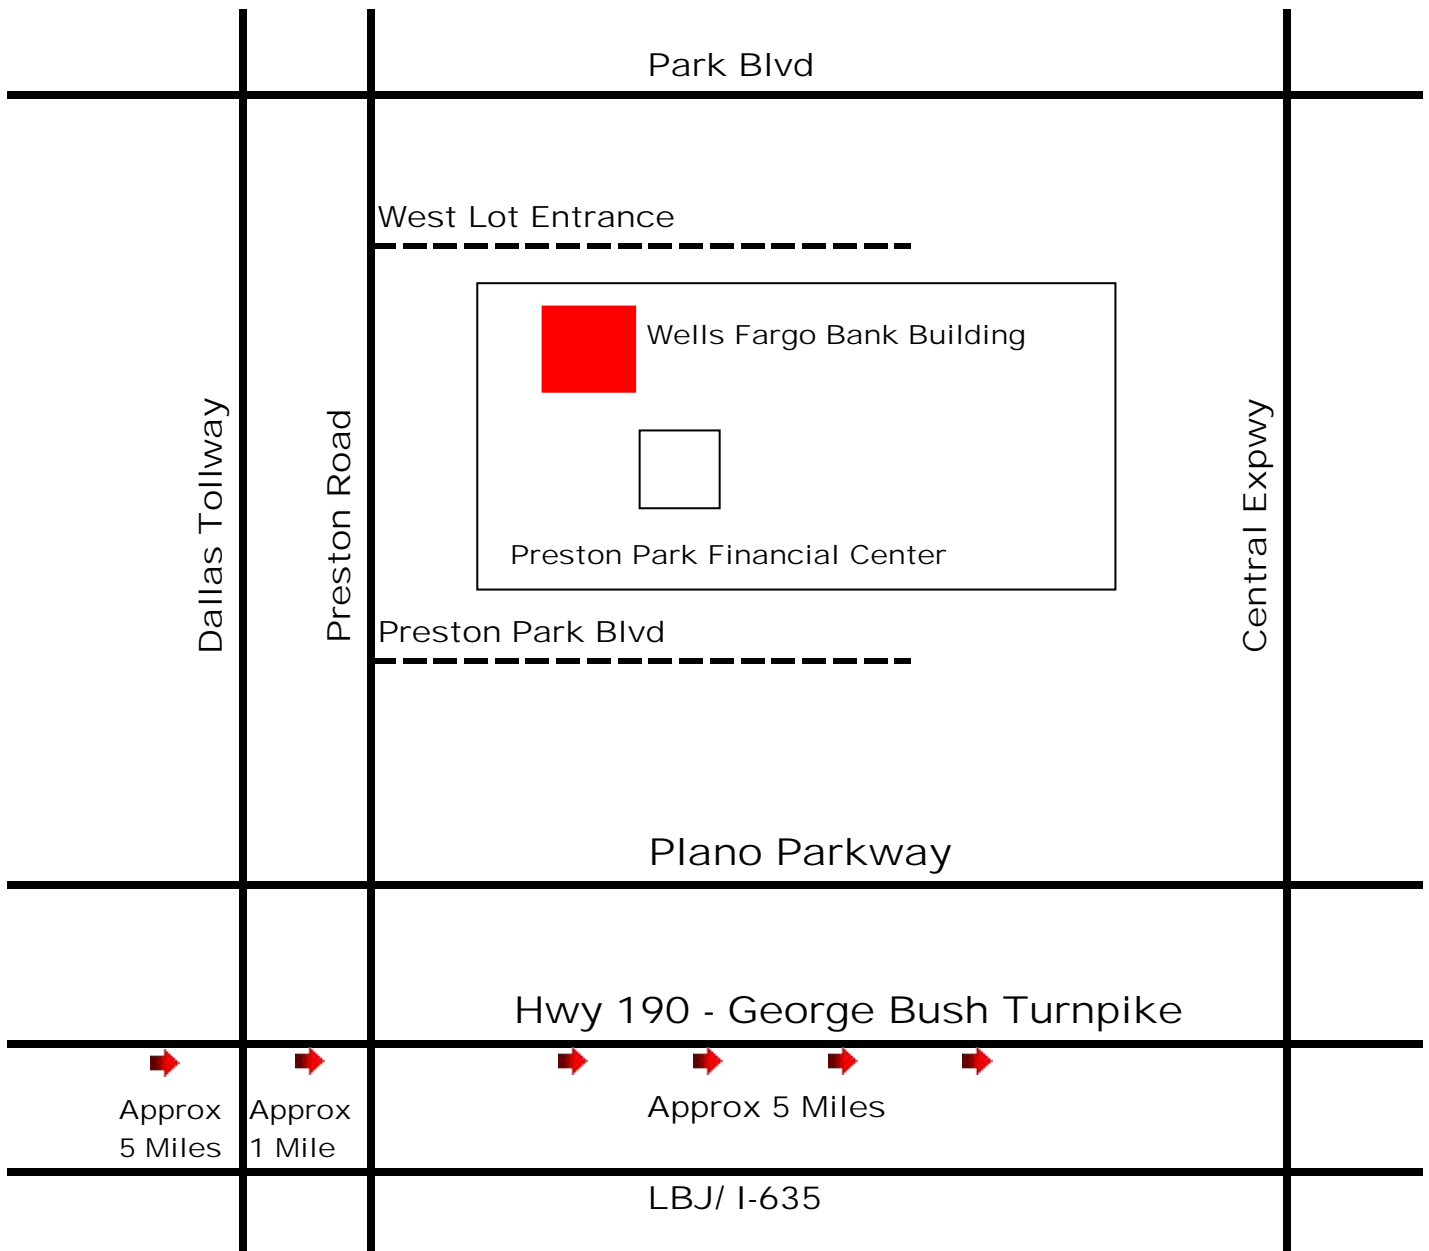 Park Blvd
West Lot Entrance
Wells Fargo Bank Building
Dallas Tollway
Preston Road
Central Expwy
Preston Park Financial Center
Preston Park Blvd
Plano Parkway
Hwy 190 - George Bush Turnpike
Approx
5 Miles
Approx
1 Mile
Approx 5 Miles
LBJ/ I-635